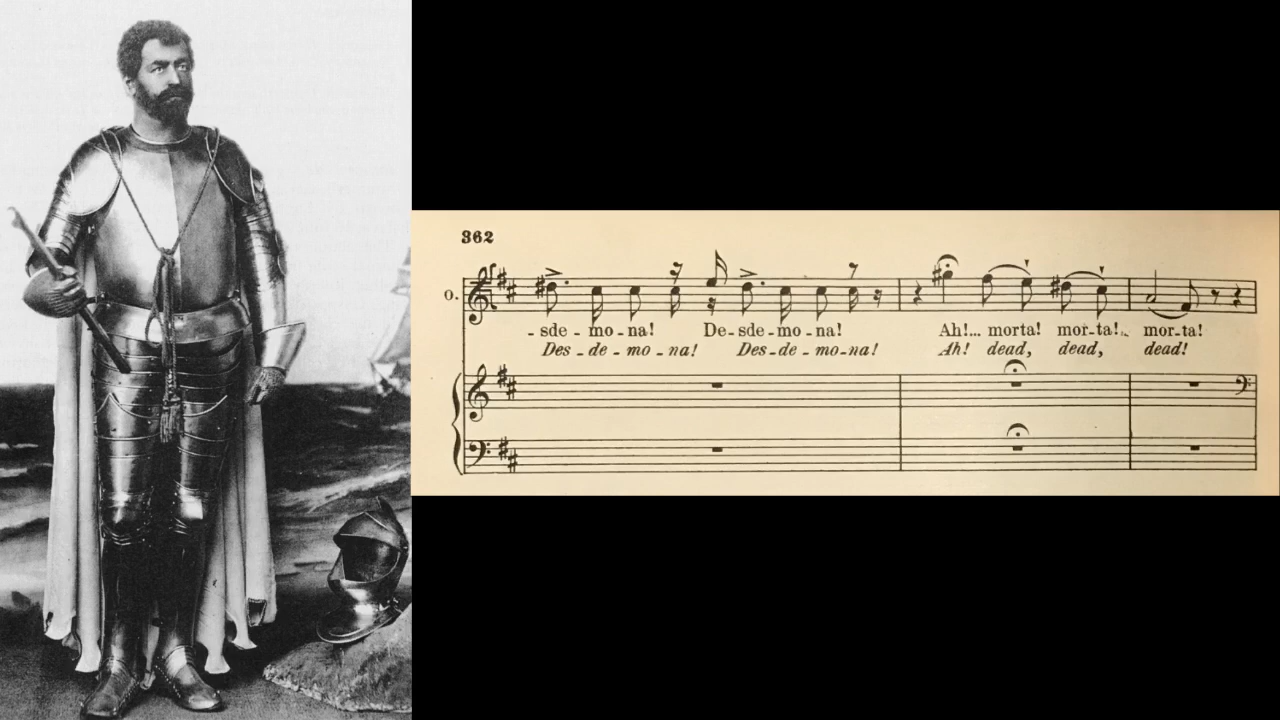 362
O.
- sde - mo - na! De - sde - mo - na! Ah!... morta! mor - ta!.. mor - ta!
Des - de - mo - na! Des - de - mo - na! Ah! dead, dead, dead!